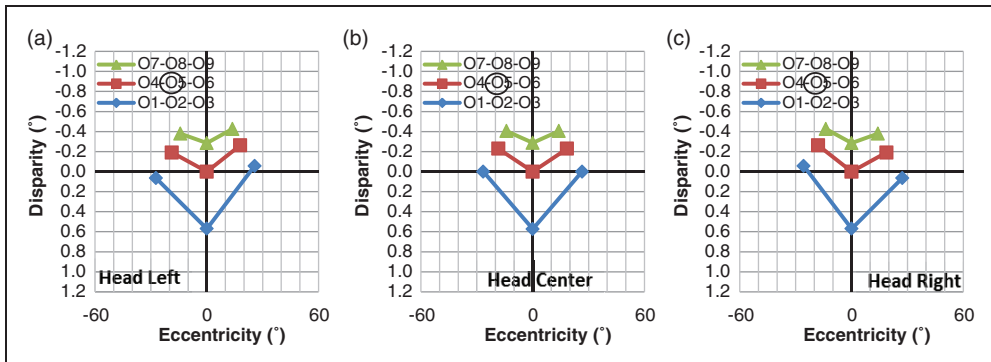 (a)
-1.2
-1.0
-0.8
-0.6
-0.4
-0.2
0.0
0.2
0.4
0.6
0.8
1.0
1.2
Disparity (˚)
O7-O8-O9
O4-O5-O6
O1-O2-O3
Head Left
-60
0
60
Eccentricity (˚)
(b)
-1.2
-1.0
-0.8
-0.6
-0.4
-0.2
0.0
0.2
0.4
0.6
0.8
1.0
1.2
Disparity (˚)
O7-O8-O9
O4-O5-O6
O1-O2-O3
Head Center
-60
0
60
Eccentricity (˚)
(c)
-1.2
-1.0
-0.8
-0.6
-0.4
-0.2
0.0
0.2
0.4
0.6
0.8
1.0
1.2
Disparity (˚)
O7-O8-O9
O4-O5-O6
O1-O2-O3
Head Right
-60
0
60
Eccentricity (˚)